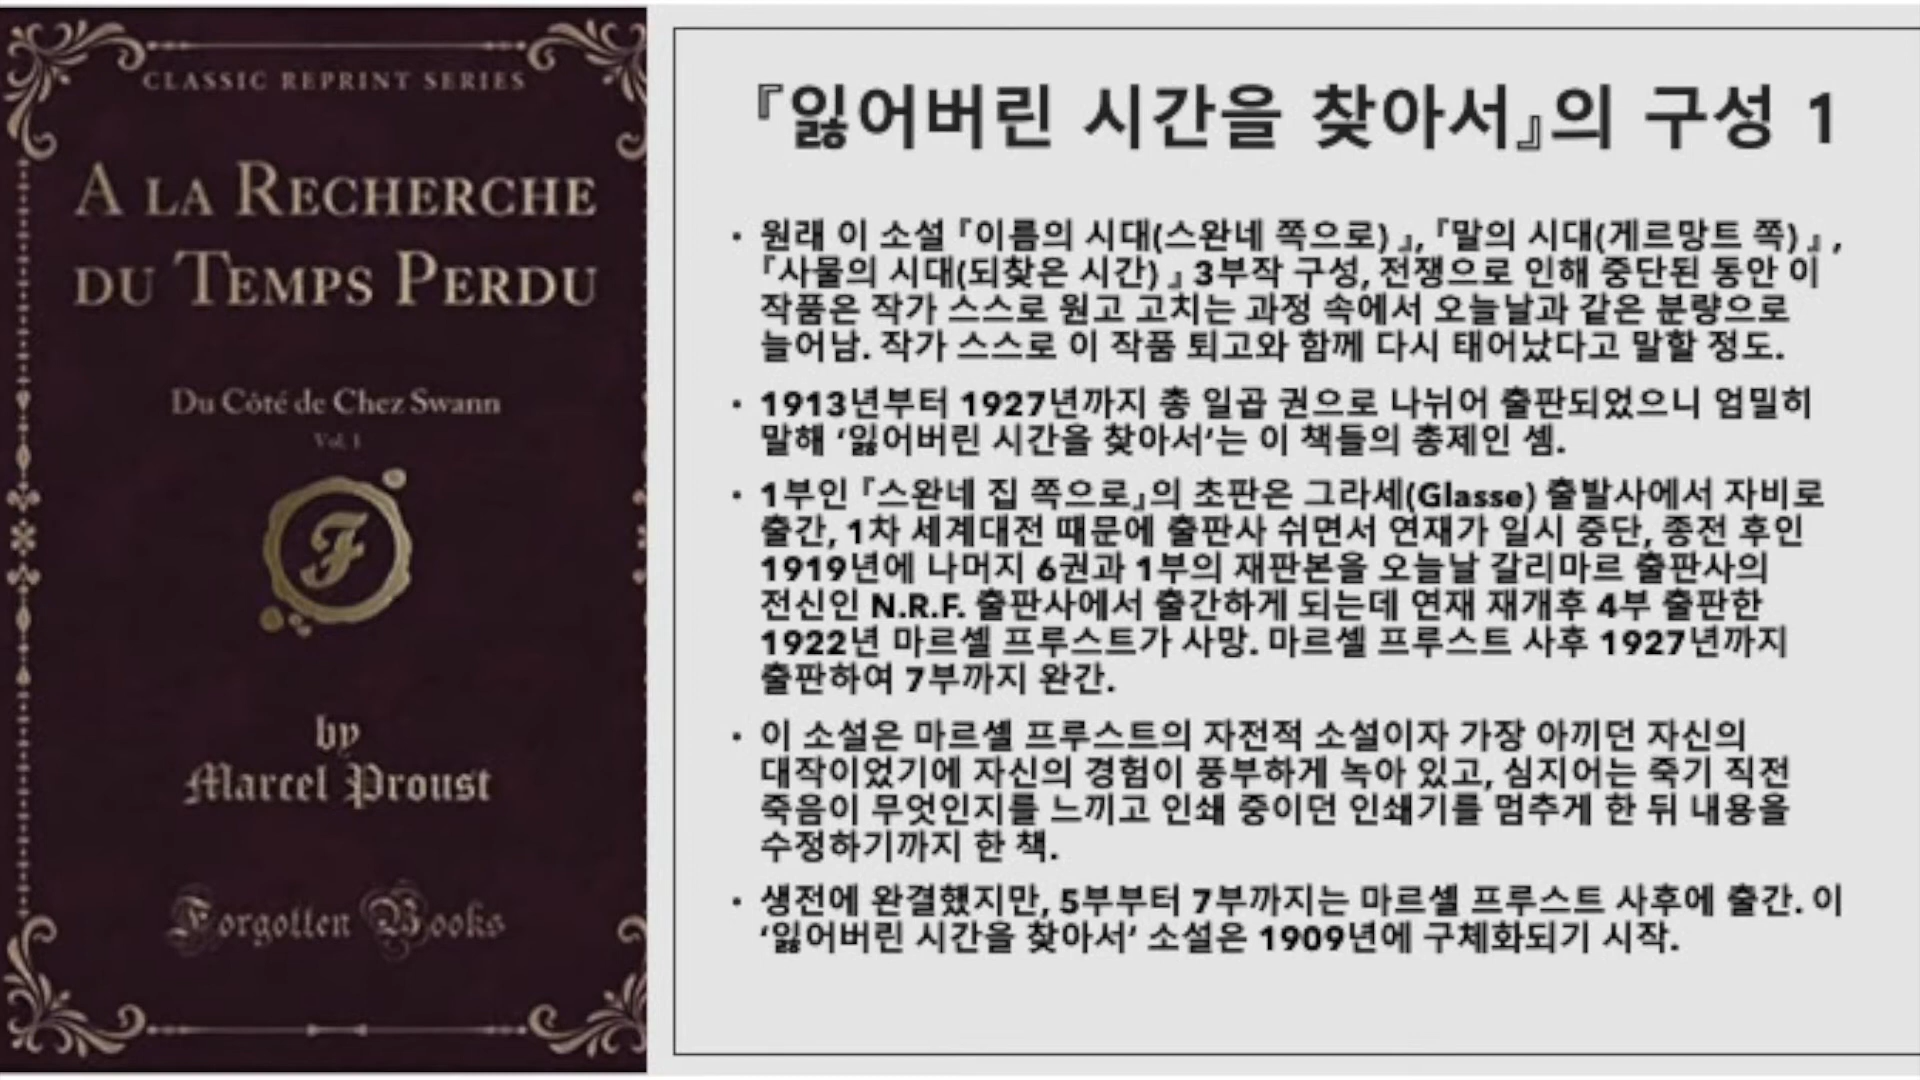 CLASSIC REPRINT SERIES
A LA RECHERCHE
DU TEMPS PERDU
Du Côté de Chez Swann
Vol. 1
F
by
Marcel Proust
Forgotten Books
『잃어버린 시간을 찾아서』의 구성 1
• 원래 이 소설 『이름의 시대(스완네 쪽으로) 』, 『말의 시대(게르망트 쪽) 』,
『사물의 시대(되찾은 시간) 』 3부작 구성, 전쟁으로 인해 중단된 동안 이
작품은 작가 스스로 원고 고치는 과정 속에서 오늘날과 같은 분량으로
늘어남. 작가 스스로 이 작품 퇴고와 함께 다시 태어났다고 말할 정도.
• 1913년부터 1927년까지 총 일곱 권으로 나뉘어 출판되었으니 엄밀히
말해 ‘잃어버린 시간을 찾아서’는 이 책들의 총제인 셈.
• 1부인 『스완네 집 쪽으로』의 초판은 그라세(Glasse) 출발사에서 자비로
출간, 1차 세계대전 때문에 출판사 쉬면서 연재가 일시 중단, 종전 후인
1919년에 나머지 6권과 1부의 재판본을 오늘날 갈리마르 출판사의
전신인 N.R.F. 출판사에서 출간하게 되는데 연재 재개후 4부 출판한
1922년 마르셀 프루스트가 사망. 마르셀 프루스트 사후 1927년까지
출판하여 7부까지 완간.
• 이 소설은 마르셀 프루스트의 자전적 소설이자 가장 아끼던 자신의
대작이었기에 자신의 경험이 풍부하게 녹아 있고, 심지어는 죽기 직전
죽음이 무엇인지를 느끼고 인쇄 중이던 인쇄기를 멈추게 한 뒤 내용을
수정하기까지 한 책.
• 생전에 완결했지만, 5부부터 7부까지는 마르셀 프루스트 사후에 출간. 이
‘잃어버린 시간을 찾아서’ 소설은 1909년에 구체화되기 시작.